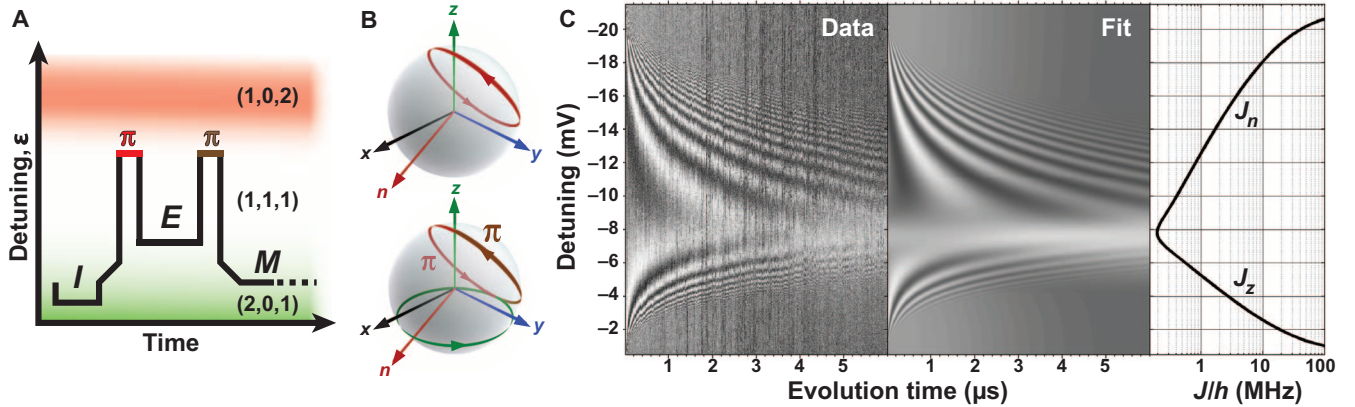 A
Detuning, ε
(1,0,2)
π
π
(1,1,1)
E
I
M
(2,0,1)
Time
B
z
x
y
n
z
π
π
x
y
n
C
Data
Fit
Detuning (mV)
–20
–18
–16
–14
–12
–10
–8
–6
–4
–2
J_n
J_z
1 2 3 4 5
1 2 3 4 5
1 10 100
Evolution time (µs)
J/h (MHz)